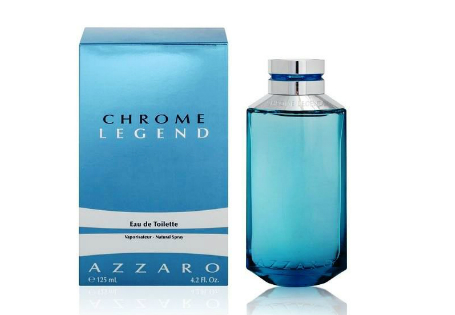 CHROME
LEGEND
Eau de Toilette
Vaporisateur - Natural Spray
AZZARO
℮ 125 mL 4.2 Fl. Oz.